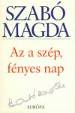 SZABÓ
MAGDA
Az a szép,
fényes nap
EURÓPA